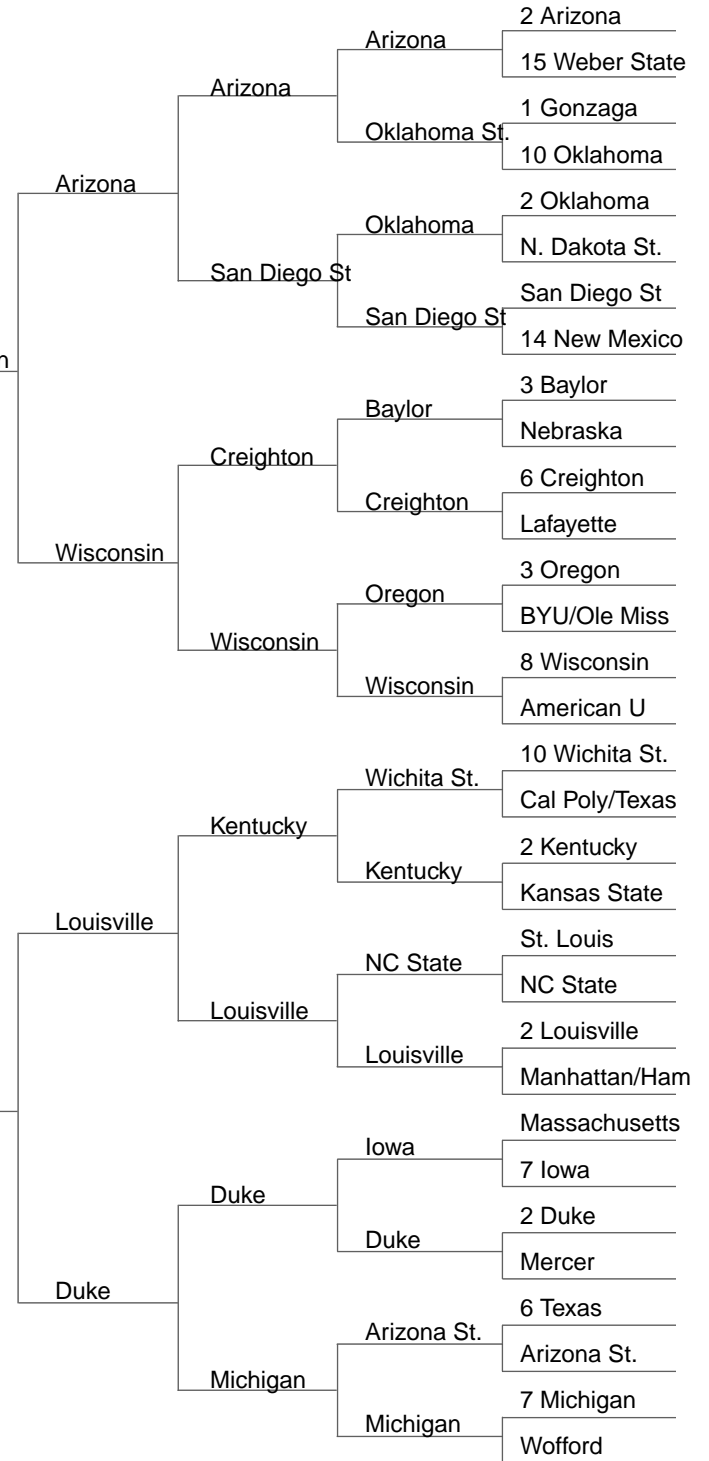 2 Arizona
Arizona
15 Weber State
Arizona
1 Gonzaga
Oklahoma St.
10 Oklahoma
Arizona
2 Oklahoma
Oklahoma
N. Dakota St.
San Diego St
San Diego St
San Diego St
14 New Mexico
n
3 Baylor
Baylor
Nebraska
Creighton
6 Creighton
Creighton
Lafayette
Wisconsin
3 Oregon
Oregon
BYU/Ole Miss
Wisconsin
8 Wisconsin
Wisconsin
American U
10 Wichita St.
Wichita St.
Cal Poly/Texas
Kentucky
2 Kentucky
Kentucky
Kansas State
Louisville
St. Louis
NC State
NC State
Louisville
2 Louisville
Louisville
Manhattan/Ham
Massachusetts
Iowa
7 Iowa
Duke
2 Duke
Duke
Mercer
Duke
6 Texas
Arizona St.
Arizona St.
Michigan
7 Michigan
Michigan
Wofford